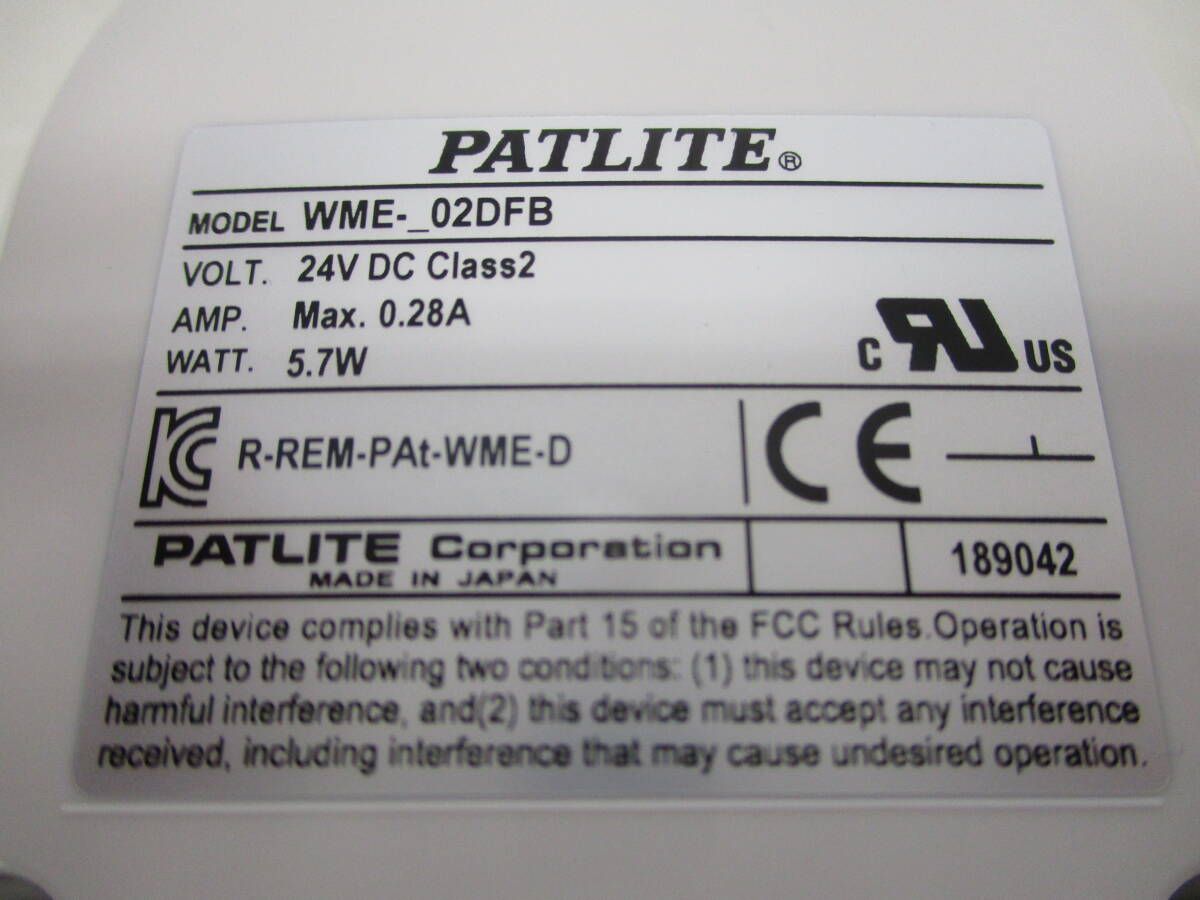 PATLITE®
MODEL WME-_02DFB
VOLT. 24V DC Class2
AMP. Max. 0.28A
WATT. 5.7W
C RU US
KC R-REM-PAt-WME-D CE
PATLITE Corporation
MADE IN JAPAN
189042
This device complies with Part 15 of the FCC Rules.Operation is
subject to the following two conditions: (1) this device may not cause
harmful interference, and(2) this device must accept any interference
received, including interference that may cause undesired operation.